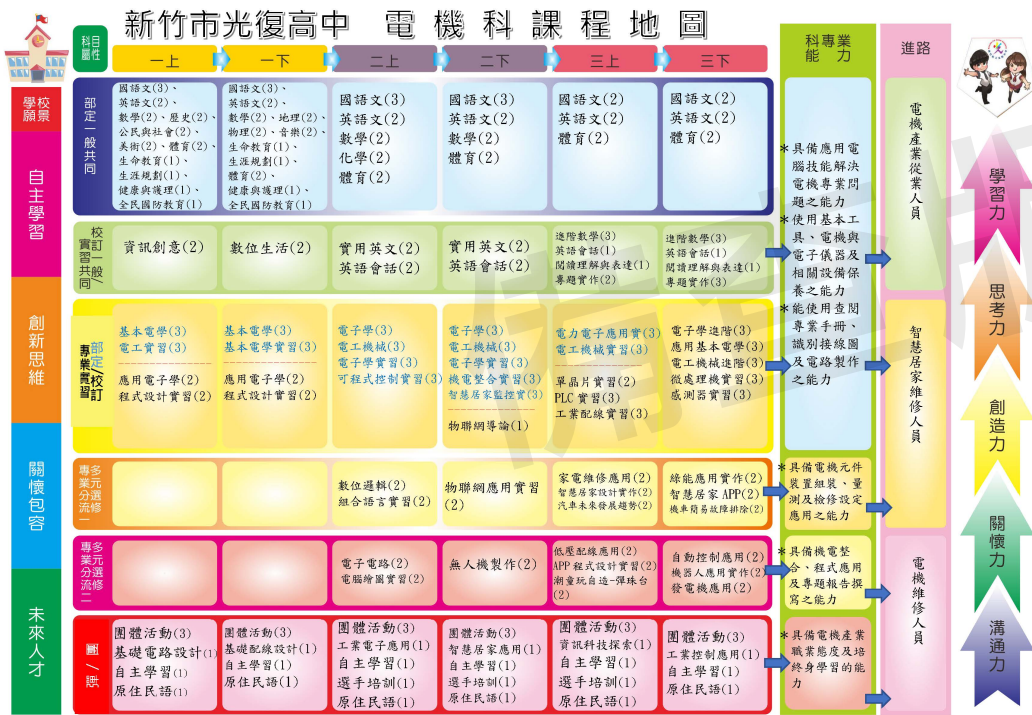 新竹市光復高中 電機科課程地圖
科目屬性
一上
一下
二上
二下
三上
三下
科專業能力
進路
學校願景
自主學習
創新思維
關懷包容
未來人才
部定一般共同
國語文(3)、
英語文(2)、
數學(2)、歷史(2)、
公民與社會(2)、
美術(2)、體育(2)、
生命教育(1)、
生涯規劃(1)、
健康與護理(1)、
全民國防教育(1)
國語文(3)、
英語文(2)、
數學(2)、地理(2)、
物理(2)、音樂(2)、
生命教育(1)、
生涯規劃(1)、
體育(2)、
健康與護理(1)、
全民國防教育(1)
國語文(3)
英語文(2)
數學(2)
化學(2)
體育(2)
國語文(3)
英語文(2)
數學(2)
體育(2)
國語文(2)
英語文(2)
體育(2)
國語文(2)
英語文(2)
體育(2)
校訂一般/實習共同
資訊創意(2)
數位生活(2)
實用英文(2)
英語會話(2)
實用英文(2)
英語會話(2)
進階數學(3)
英語會話(1)
閱讀理解與表達(1)
專題實作(2)
進階數學(3)
英語會話(1)
閱讀理解與表達(1)
專題實作(3)
部定/校訂
專業實習
基本電學(3)
電工實習(3)
應用電子學(2)
程式設計實習(2)
基本電學(3)
基本電學實習(3)
應用電子學(2)
程式設計實習(2)
電子學(3)
電工機械(3)
電子學實習(3)
可程式控制實習(3)
電子學(3)
電工機械(3)
電子學實習(3)
機電整合實習(3)
智慧居家監控實(3)
物聯網導論(1)
電力電子應用實(3)
電工機械實習(3)
單晶片實習(2)
PLC實習(3)
工業配線實習(3)
電子學進階(3)
應用基本電學(3)
電工機械進階(3)
微處理機實習(3)
感測器實習(3)
多元選修
專業分流一
數位邏輯(2)
組合語言實習(2)
物聯網應用實習
(2)
家電維修應用(2)
智慧居家設計實作(2)
汽車未來發展趨勢(2)
綠能應用實作(2)
智慧居家APP(2)
機車簡易故障排除(2)
多元選修
專業分流二
電子電路(2)
電腦繪圖實習(2)
無人機製作(2)
低壓配線應用(2)
APP程式設計實習(2)
潮童玩自造-彈珠台
(2)
自動控制應用(2)
機器人應用實作(2)
發電機應用(2)
團/彈
團體活動(3)
基礎電路設計(1)
自主學習(1)
原住民語(1)
團體活動(3)
基礎配線設計(1)
自主學習(1)
原住民語(1)
團體活動(3)
工業電子應用(1)
自主學習(1)
選手培訓(1)
原住民語(1)
團體活動(3)
智慧居家應用(1)
自主學習(1)
選手培訓(1)
原住民語(1)
團體活動(3)
資訊科技探索(1)
自主學習(1)
選手培訓(1)
原住民語(1)
團體活動(3)
工業控制應用(1)
自主學習(1)
原住民語(1)
*具備應用電
腦技能解決
電機專業問
題之能力
*使用基本工
具、電機與
電子儀器及
相關設備保
養之能力
*能使用查閱
專業手冊、
識別接線圖
及電路製作
之能力
*具備電機元件
裝置組裝、量
測及檢修設定
應用之能力
*具備機電整
合、程式應用
及專題報告撰
寫之能力
*具備電機產業
職業態度及培
終身學習的能
力
電機產業從業人員
智慧居家維修人員
電機維修人員
學習力
思考力
創造力
關懷力
溝通力